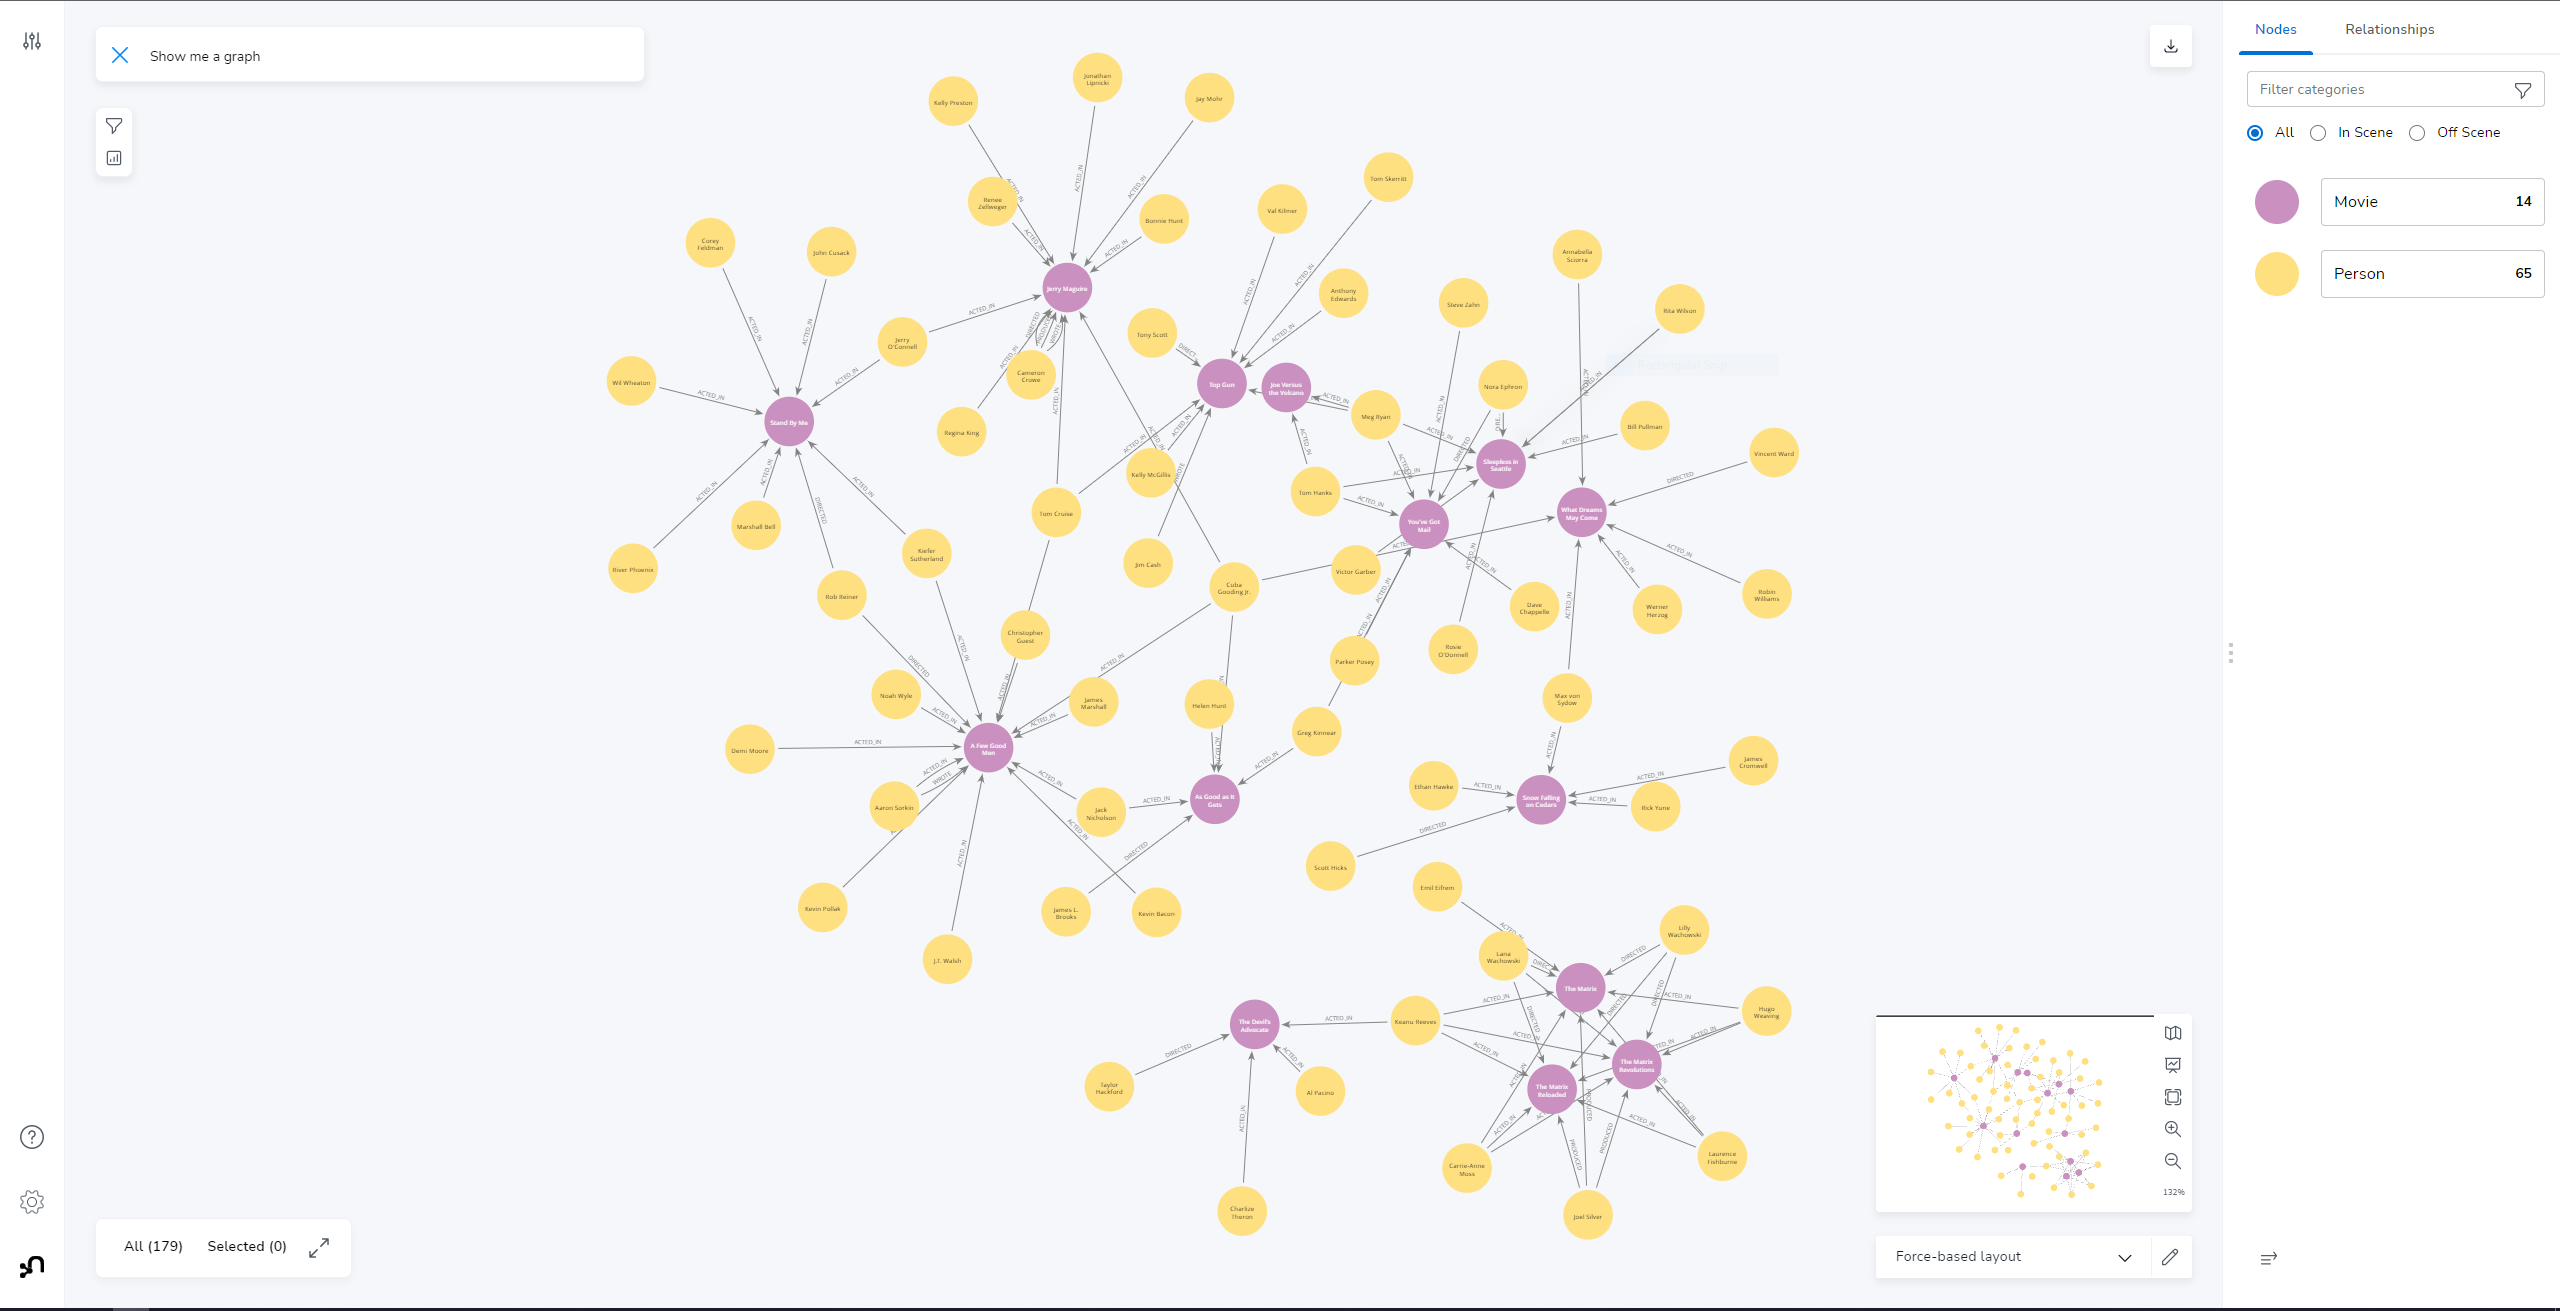 Show me a graph
Nodes
Relationships
Filter categories
All
In Scene
Off Scene
Movie
14
Person
65
Kelly Preston
Jonathan
Lipnicki
Jay Mohr
Renee
Zellweger
Bonnie Hunt
Tom Skerritt
Val Kilmer
Corey
Feldman
John Cusack
Jerry Maguire
Anthony
Edwards
Steve Zahn
Annabella
Sciorra
Rita Wilson
Jerry
O'Connell
Tony Scott
Cameron
Crowe
Wil Wheaton
Top Gun
Joe Versus
the Volcano
Nora Ephron
Meg Ryan
Bill Pullman
Stand By Me
Regina King
Vincent Ward
Sleepless in
Seattle
Kelly McGillis
Tom Hanks
Tom Cruise
What Dreams
May Come
Marshall Bell
You've Got
Mail
Kiefer
Sutherland
River Phoenix
Jim Cash
Victor Garber
Rob Reiner
Cuba
Gooding Jr.
Dave
Chappelle
Werner
Herzog
Robin
Williams
Christopher
Guest
Parker Posey
Rosie
O'Donnell
Noah Wyle
James
Marshall
Helen Hunt
Max von
Sydow
Greg Kinnear
Demi Moore
A Few Good
Men
James
Cromwell
Ethan Hawke
Aaron Sorkin
Jack
Nicholson
As Good as It
Gets
Snow Falling
on Cedars
Rick Yune
Scott Hicks
Emil Eifrem
Kevin Pollak
James L.
Brooks
Kevin Bacon
J.T. Walsh
Lana
Wachowski
Lilly
Wachowski
The Matrix
The Devil's
Advocate
Keanu Reeves
Hugo
Weaving
The Matrix
Revolutions
The Matrix
Reloaded
Taylor
Hackford
Al Pacino
Carrie-Anne
Moss
Laurence
Fishburne
Charlize
Theron
Joel Silver
ACTED_IN
DIRECTED
WROTE
PRODUCED
132%
All (179)
Selected (0)
Force-based layout